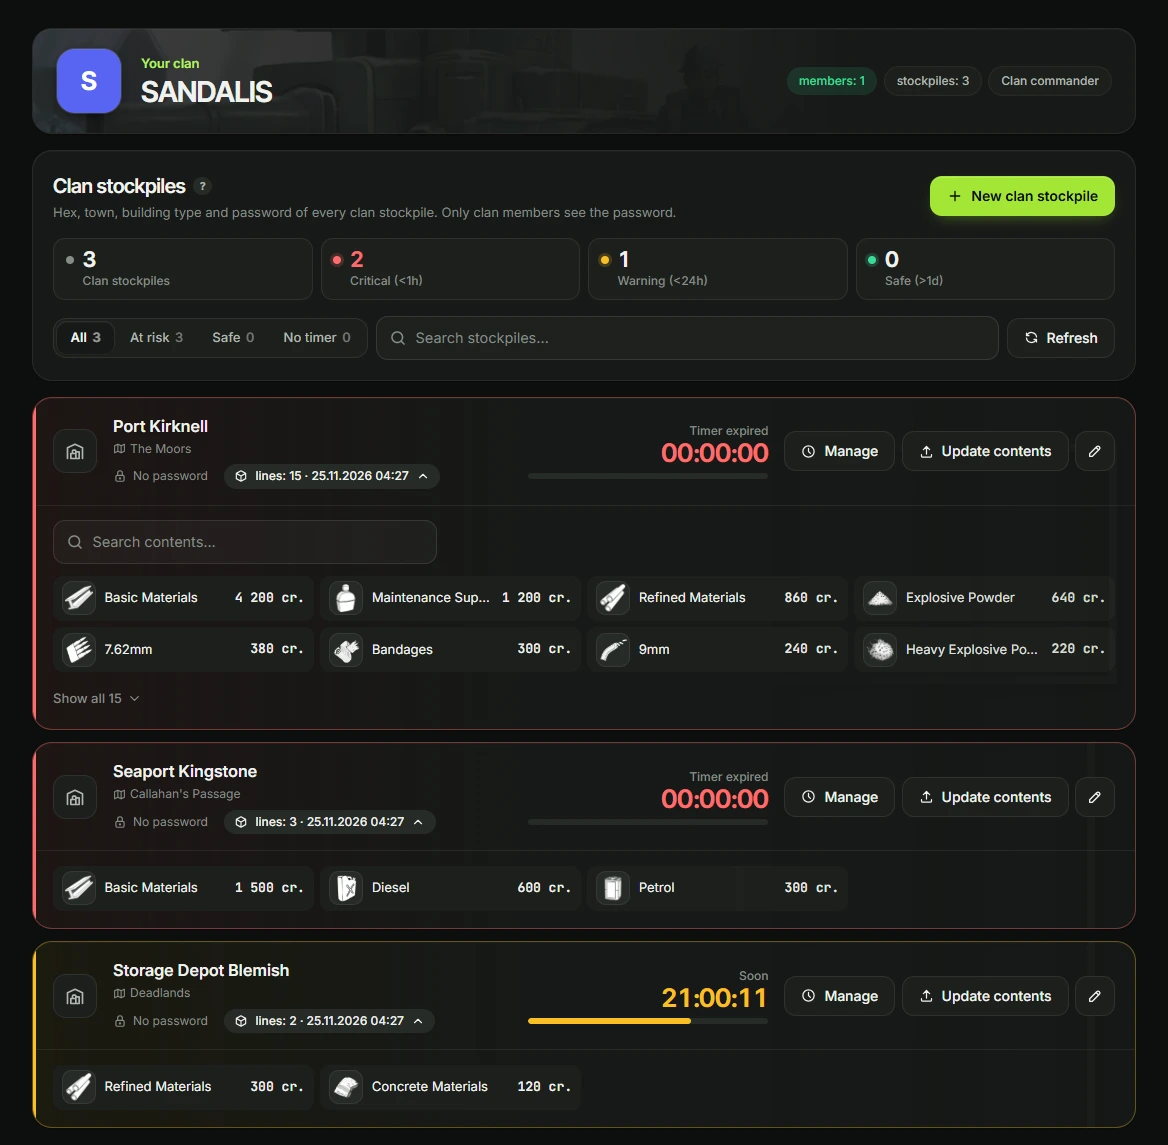 S
Your clan
SANDALIS
members: 1
stockpiles: 3
Clan commander
Clan stockpiles ?
Hex, town, building type and password of every clan stockpile. Only clan members see the password.
+ New clan stockpile
3
Clan stockpiles
2
Critical (<1h)
1
Warning (<24h)
0
Safe (>1d)
All 3
At risk 3
Safe 0
No timer 0
Search stockpiles...
Refresh
Port Kirknell
The Moors
No password
lines: 15 · 25.11.2026 04:27
Timer expired
00:00:00
Manage
Update contents
Search contents...
Basic Materials 4 200 cr.
Maintenance Sup... 1 200 cr.
Refined Materials 860 cr.
Explosive Powder 640 cr.
7.62mm 380 cr.
Bandages 300 cr.
9mm 240 cr.
Heavy Explosive Po... 220 cr.
Show all 15
Seaport Kingstone
Callahan's Passage
No password
lines: 3 · 25.11.2026 04:27
Timer expired
00:00:00
Manage
Update contents
Basic Materials 1 500 cr.
Diesel 600 cr.
Petrol 300 cr.
Storage Depot Blemish
Deadlands
No password
lines: 2 · 25.11.2026 04:27
Soon
21:00:11
Manage
Update contents
Refined Materials 300 cr.
Concrete Materials 120 cr.